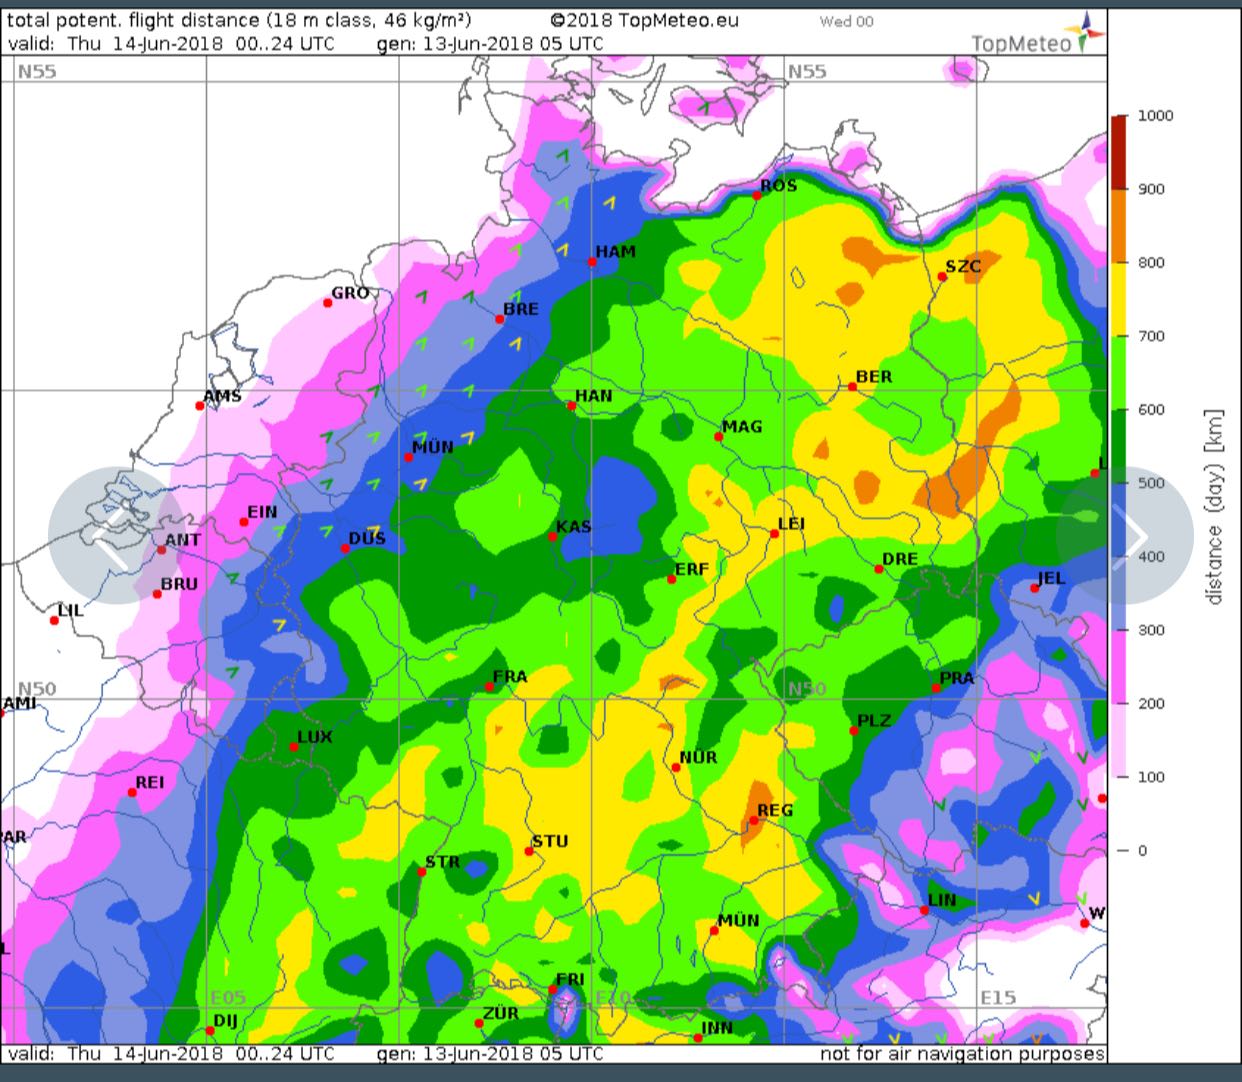 total potent. flight distance (18 m class, 46 kg/m²) ©2018 TopMeteo.eu Wed 00
valid: Thu 14-Jun-2018 00..24 UTC gen: 13-Jun-2018 05 UTC TopMeteo
N55 N55
1000
ROS 900
HAM SZC 800
GRO BRE
700
BER
AMS HAN 600
MAG
MÜN L
500
EIN
ANT DÜS KAS LEI
400
ERF DRE JEL
BRU
LIL 300
distance (day) [km]
N50 FRA N50 PRA
AMI 200
LUX PLZ
REI NÜR 100
REG
PAR STU 0
STR
LIN
MÜN W
L
FRI
E05 E10 E15
DIJ ZÜR INN
valid: Thu 14-Jun-2018 00..24 UTC gen: 13-Jun-2018 05 UTC not for air navigation purposes